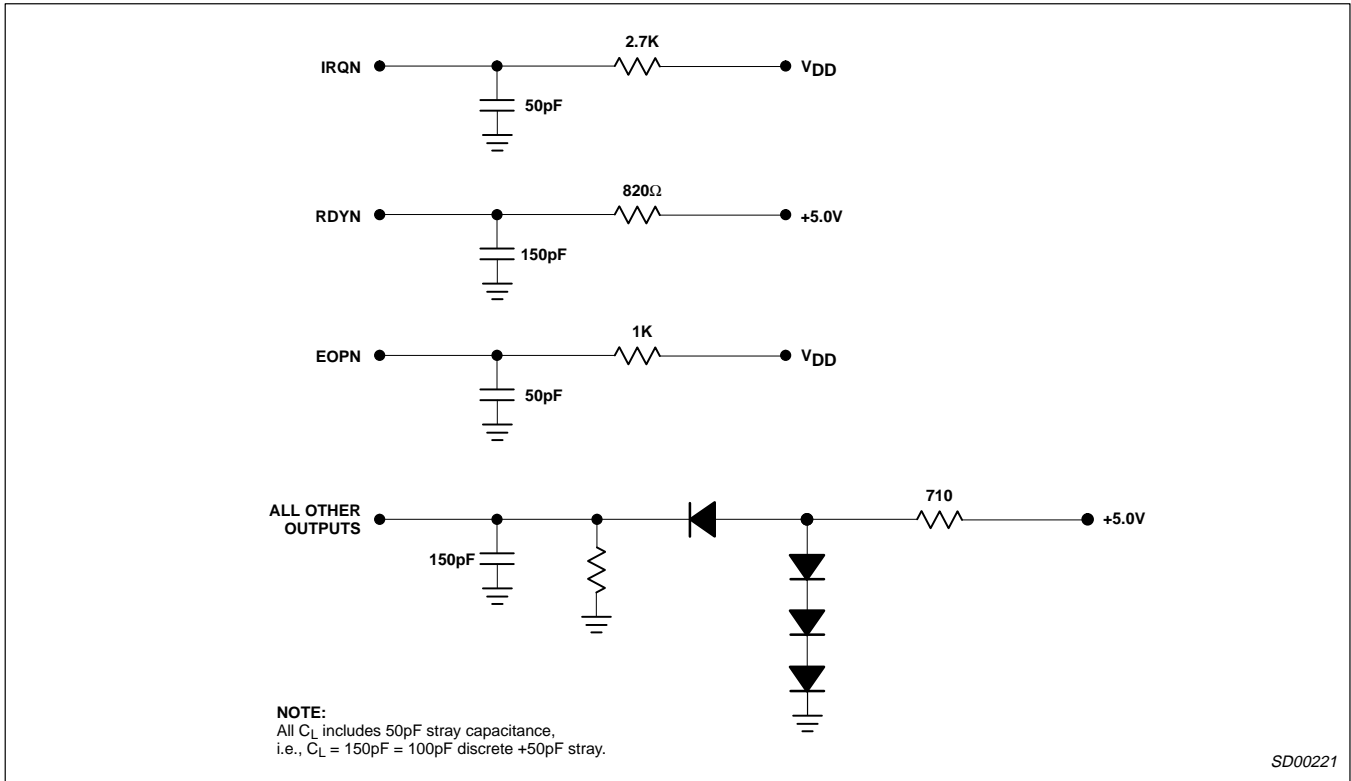 2.7K
IRQN
VDD
50pF
820Ω
RDYN
+5.0V
150pF
1K
EOPN
VDD
50pF
710
ALL OTHER
OUTPUTS
+5.0V
150pF
NOTE:
All CL includes 50pF stray capacitance,
i.e., CL = 150pF = 100pF discrete +50pF stray.
SD00221